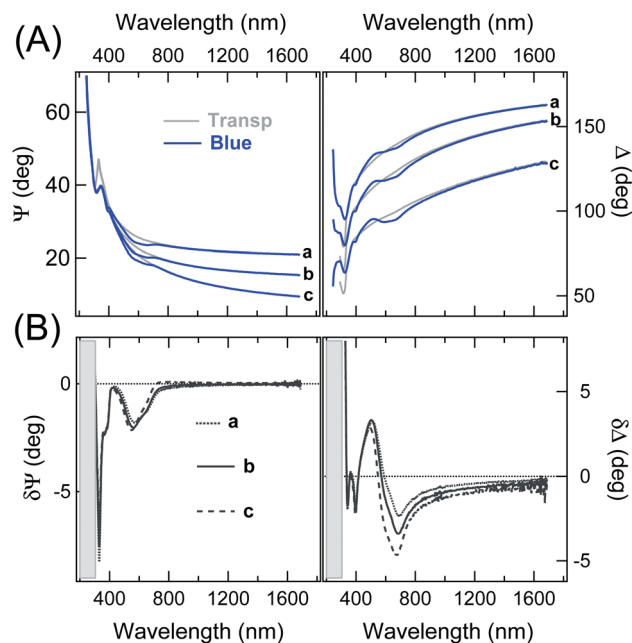 Wavelength (nm) Wavelength (nm)
(A)
400 800 1200 1600 400 800 1200 1600
60
40
20
Ψ (deg)
Transp
Blue
a
b
c
a
b
c
150
100
50
Δ (deg)
(B)
0
-5
δΨ (deg)
a
b
c
5
0
-5
δΔ (deg)
400 800 1200 1600 400 800 1200 1600
Wavelength (nm) Wavelength (nm)